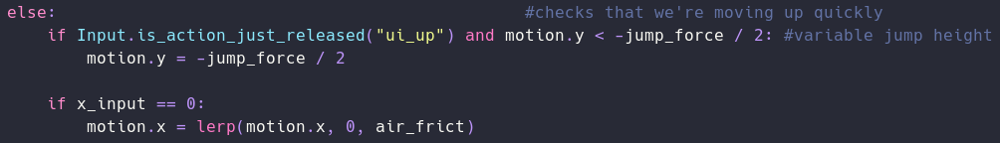 else:                                                #checks that we're moving up quickly
    if Input.is_action_just_released("ui_up") and motion.y < -jump_force / 2: #variable jump height
        motion.y = -jump_force / 2

    if x_input == 0:
        motion.x = lerp(motion.x, 0, air_frict)